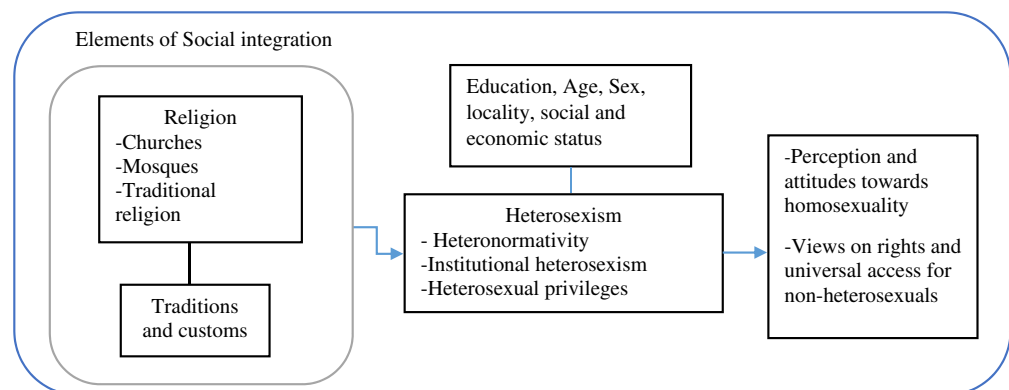 Elements of Social integration
Religion
-Churches
-Mosques
-Traditional
religion
Traditions
and customs
Education, Age, Sex,
locality, social and
economic status
Heterosexism
- Heteronormativity
-Institutional heterosexism
-Heterosexual privileges
-Perception and
attitudes towards
homosexuality
-Views on rights and
universal access for
non-heterosexuals